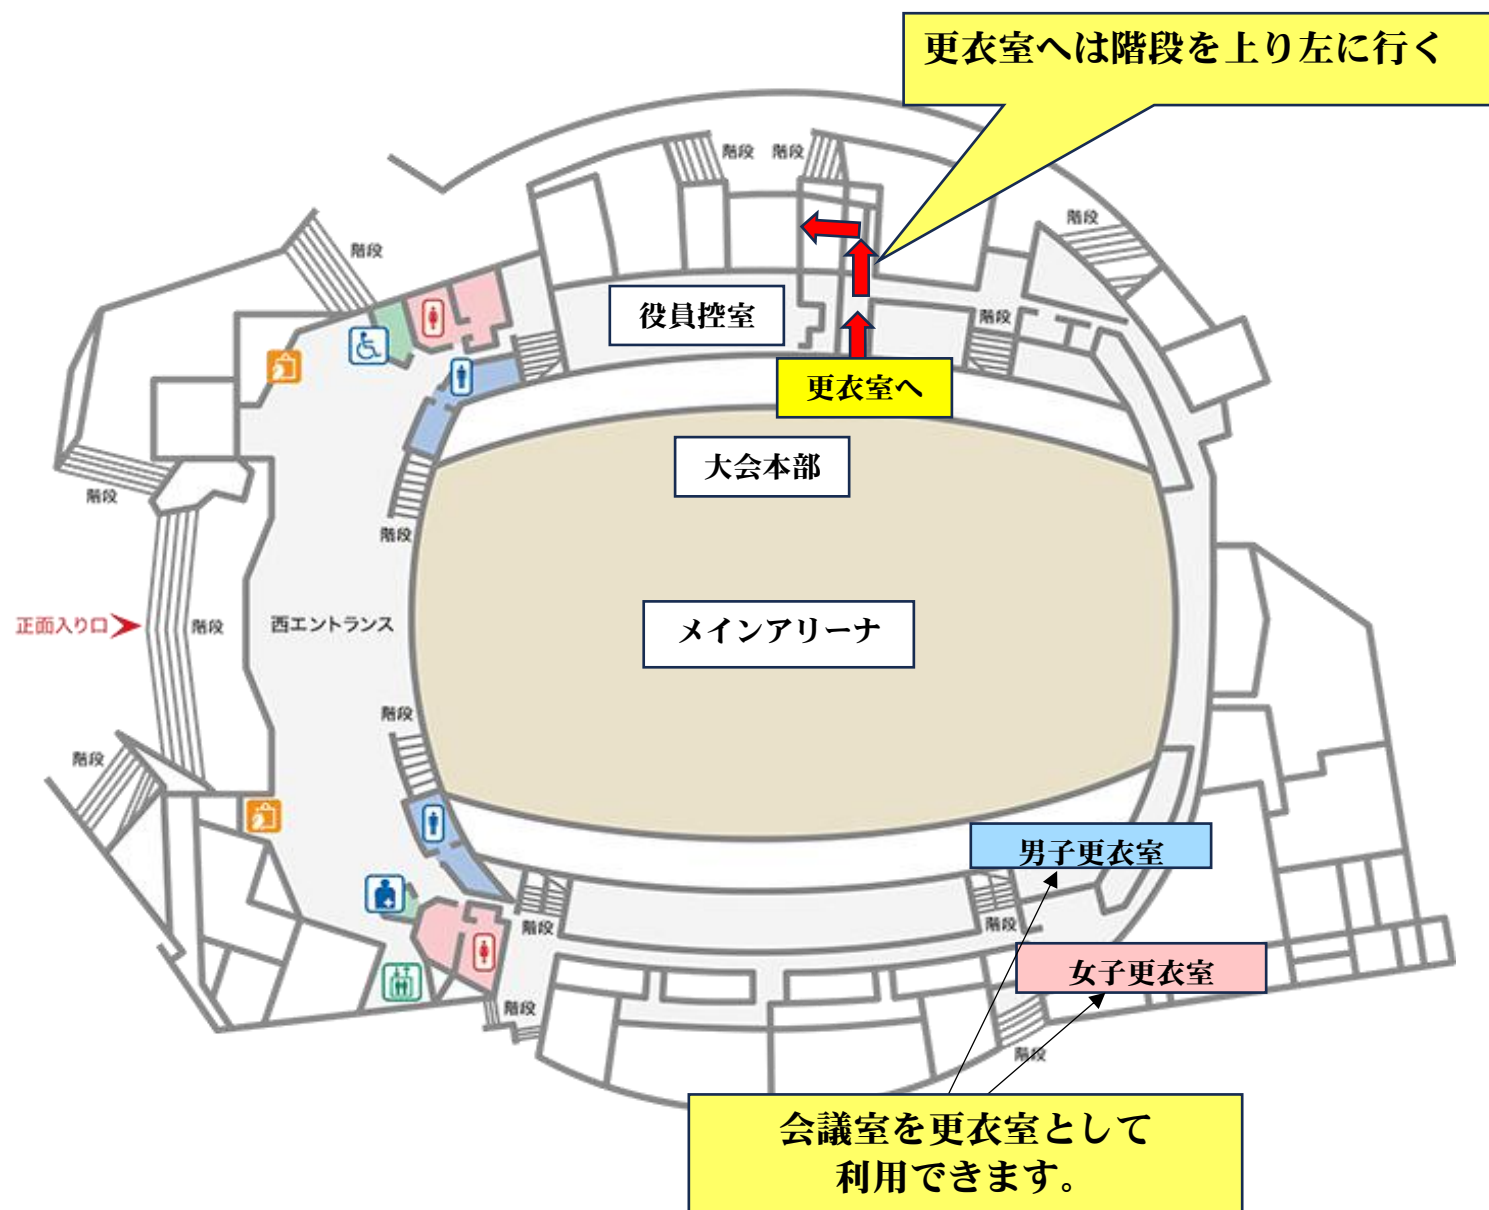 更衣室へは階段を上り左に行く
階段
階段
階段
階段
役員控室
階段
更衣室へ
大会本部
階段
階段
正面入り口
階段
西エントランス
メインアリーナ
階段
階段
男子更衣室
階段
階段
女子更衣室
階段
階段
会議室を更衣室として
利用できます。